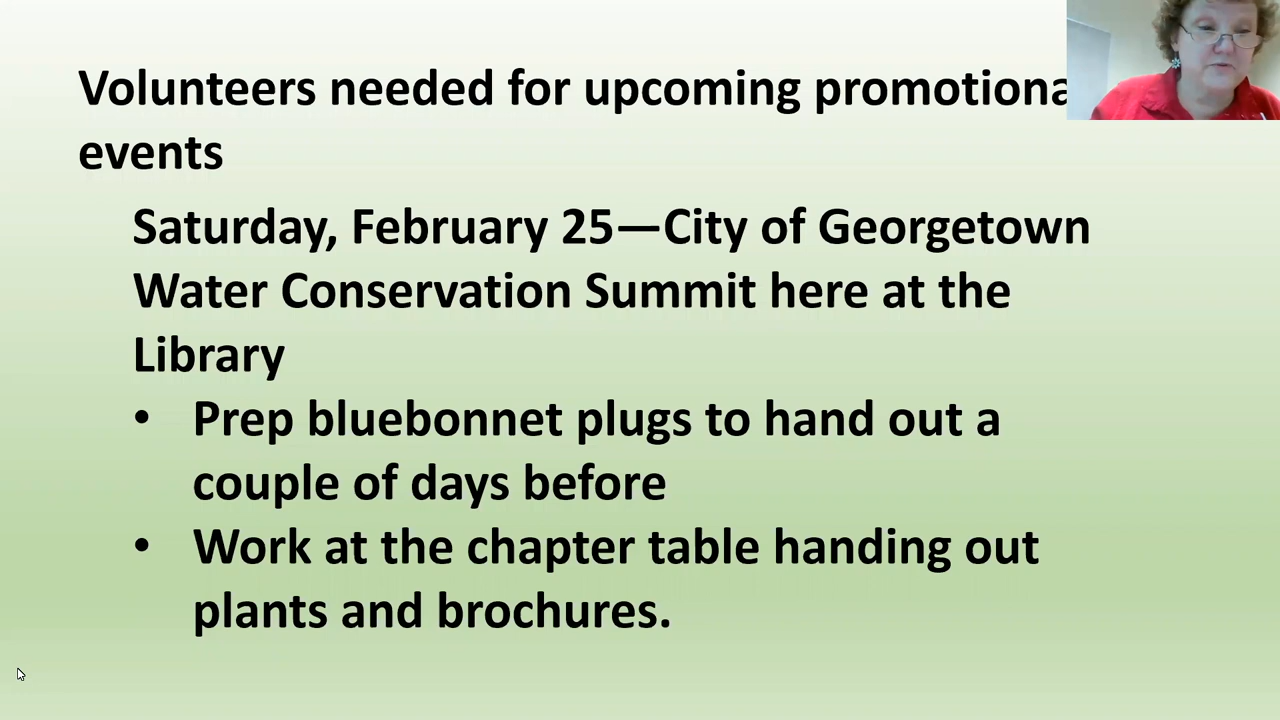 Volunteers needed for upcoming promotiona
events
Saturday, February 25—City of Georgetown
Water Conservation Summit here at the
Library
• Prep bluebonnet plugs to hand out a
couple of days before
• Work at the chapter table handing out
plants and brochures.